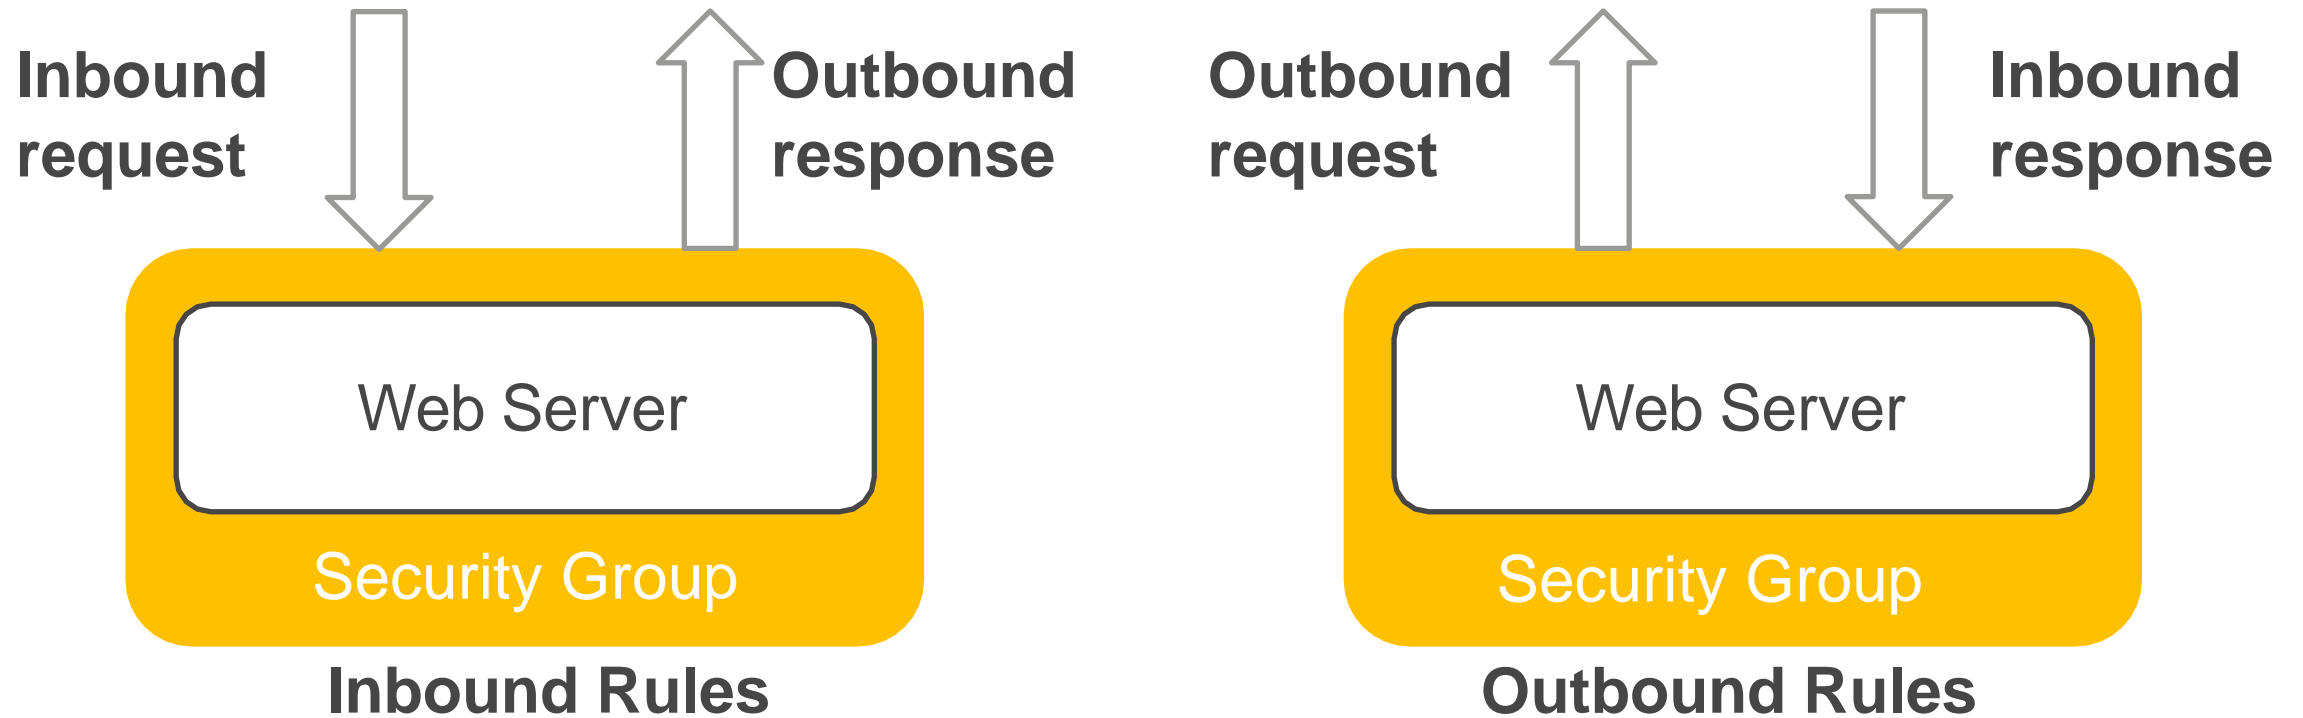 Inbound
request
Outbound
response
Web Server
Security Group
Inbound Rules
Outbound
request
Inbound
response
Web Server
Security Group
Outbound Rules